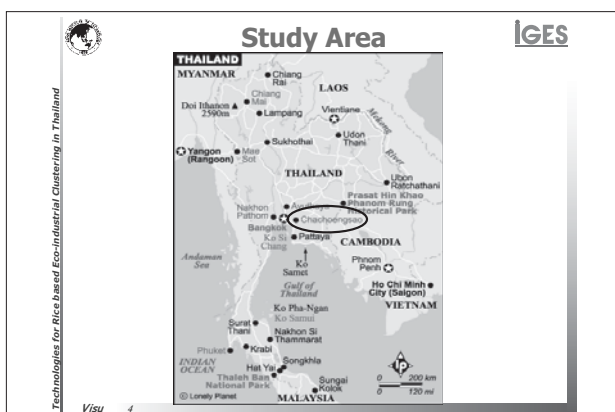 Study Area
IGES
Technologies for Rice based Eco-industrial Clustering in Thailand
THAILAND
MYANMAR
Chiang
Rai
LAOS
Chiang
Mai
Doi Ithanon
2590m
Lampang
Vientiane
Mekong
River
Sukhothai
Udon
Thani
Yangon
(Rangoon)
Mae
Sot
THAILAND
Ubon
Ratchathani
Prasat Hin Khao
Phanom Rung
Historical Park
Nakhon
Pathom
Chachoengsao
Bangkok
Ko Si
Chang
Pattaya
CAMBODIA
Andaman
Sea
Ko
Samet
Phnom
Penh
Gulf of
Thailand
Ho Chi Minh
City (Saigon)
VIETNAM
Ko Pha-Ngan
Ko Samui
Surat
Thani
Nakhon Si
Thammarat
Phuket
Krabi
INDIAN
OCEAN
Songkhla
Hat Yai
Thaleh Ban
National Park
Sungai
Kolok
MALAYSIA
0 200 km
0 120 mi
© Lonely Planet
Visu 4